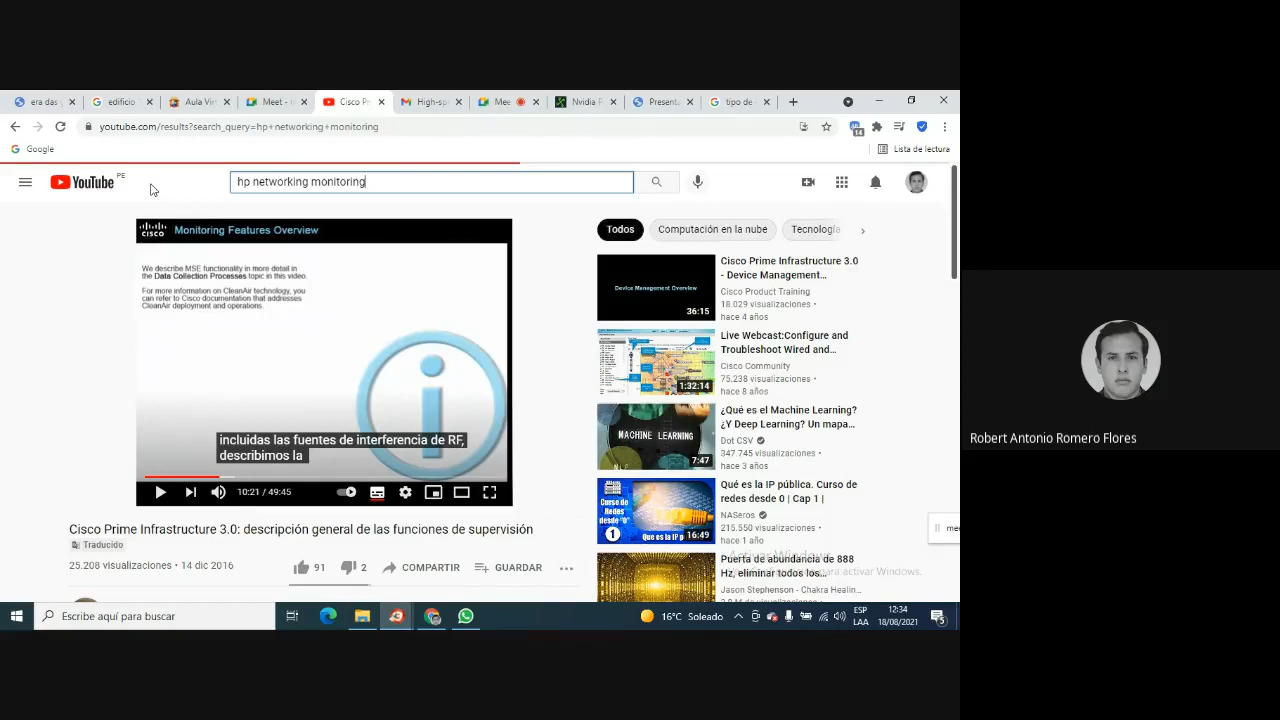 era das
edificio
Aula Vir
Meet -
Cisco P
High-sp
Mee
Nvidia
Present
tipo de
youtube.com/results?search_query=hp+networking+monitoring
14
Google
Lista de lectura
YouTube
PE
hp networking monitoring
CISCO
Monitoring Features Overview
We describe MSE functionality in more detail in
the Data Collection Processes topic in this video.
For more information on CleanAir technology, you
can refer to Cisco documentation that addresses
CleanAir deployment and operations.
incluidas las fuentes de interferencia de RF,
describimos la
10:21 / 49:45
Cisco Prime Infrastructure 3.0: descripción general de las funciones de supervisión
Traducido
25.208 visualizaciones • 14 dic 2016
91
2
COMPARTIR
GUARDAR
Todos
Computación en la nube
Tecnología
Device Management Overview
36:15
Cisco Prime Infrastructure 3.0
- Device Management...
Cisco Product Training
18.029 visualizaciones •
hace 4 años
1:32:14
Live Webcast:Configure and
Troubleshoot Wired and...
Cisco Community
75.238 visualizaciones •
hace 8 años
MACHINE LEARNING
7:47
¿Qué es el Machine Learning?
¿Y Deep Learning? Un mapa...
Dot CSV
347.745 visualizaciones •
hace 3 años
Curso de
Redes
desde "0"
1
Que es la IP
16:49
Qué es la IP pública. Curso de
redes desde 0 | Cap 1 |
NASeros
215.550 visualizaciones •
hace 1 año
Puerta de abundancia de 888
Hz, eliminar todos los...
Jason Stephenson - Chakra Healin...
Activar Windows
para activar Windows.
Escribe aquí para buscar
16°C Soleado
ESP
LAA
12:34
18/08/2021
5
Robert Antonio Romero Flores